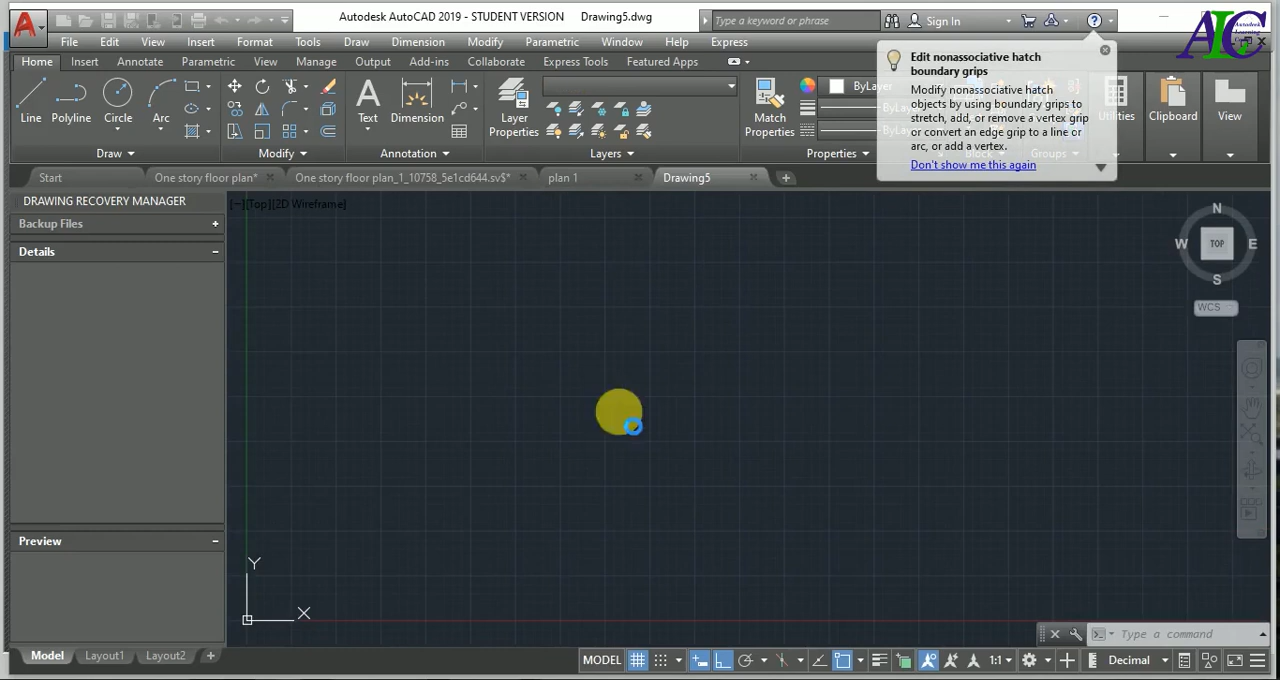 Autodesk AutoCAD 2019 - STUDENT VERSION Drawing5.dwg
Type a keyword or phrase
Sign In
ALC
File Edit View Insert Format Tools Draw Dimension Modify Parametric Window Help Express
Home Insert Annotate Parametric View Manage Output Add-ins Collaborate Express Tools Featured Apps
Edit nonassociative hatch
boundary grips
Modify nonassociative hatch
objects by using boundary grips to
stretch, add, or remove a vertex grip
or convert an edge grip to a line or
arc, or add a vertex.
Don't show me this again
Line Polyline Circle Arc
Text Dimension
Layer
Properties
Match
Properties
ByLayer
Utilities Clipboard View
Draw Modify Annotation Layers Properties Block Groups
Start One story floor plan* One story floor plan_1_10758_5e1cd644.sv$* plan 1 Drawing5
DRAWING RECOVERY MANAGER
Backup Files
Details
Preview
[−][Top][2D Wireframe]
N
W TOP E
S
WCS
Y
X
Type a command
Model Layout1 Layout2
MODEL 1:1 Decimal